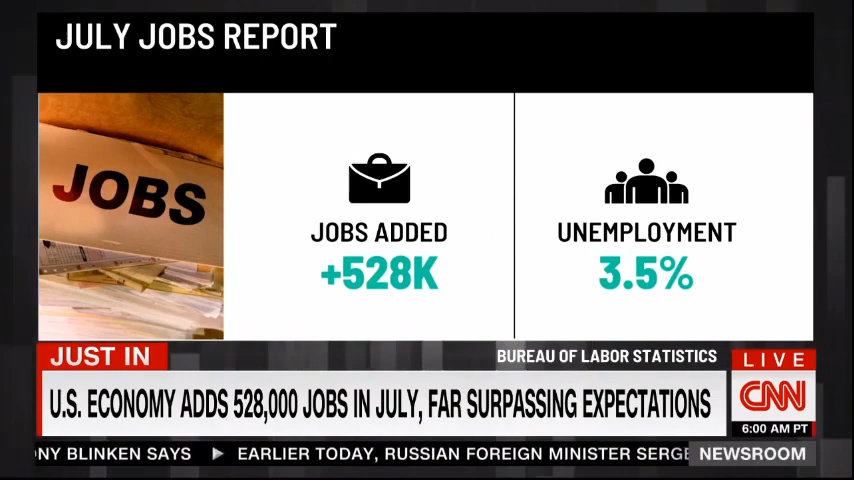 JULY JOBS REPORT
JOBS
JOBS ADDED
+528K
UNEMPLOYMENT
3.5%
JUST IN
BUREAU OF LABOR STATISTICS
LIVE
U.S. ECONOMY ADDS 528,000 JOBS IN JULY, FAR SURPASSING EXPECTATIONS
CNN
6:00 AM PT
BLINKEN SAYS ▶ EARLIER TODAY, RUSSIAN FOREIGN MINISTER
NEWSROOM